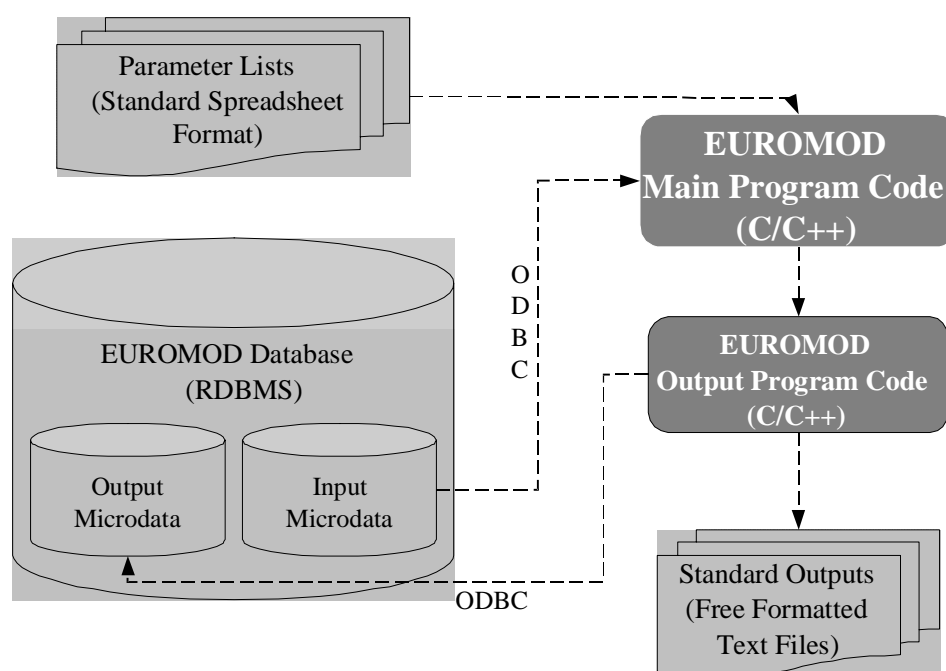 Parameter Lists
(Standard Spreadsheet
Format)
EUROMOD
Main Program Code
(C/C++)
O
D
B
C
EUROMOD Database
(RDBMS)
EUROMOD
Output Program Code
(C/C++)
Output
Microdata
Input
Microdata
ODBC
Standard Outputs
(Free Formatted
Text Files)